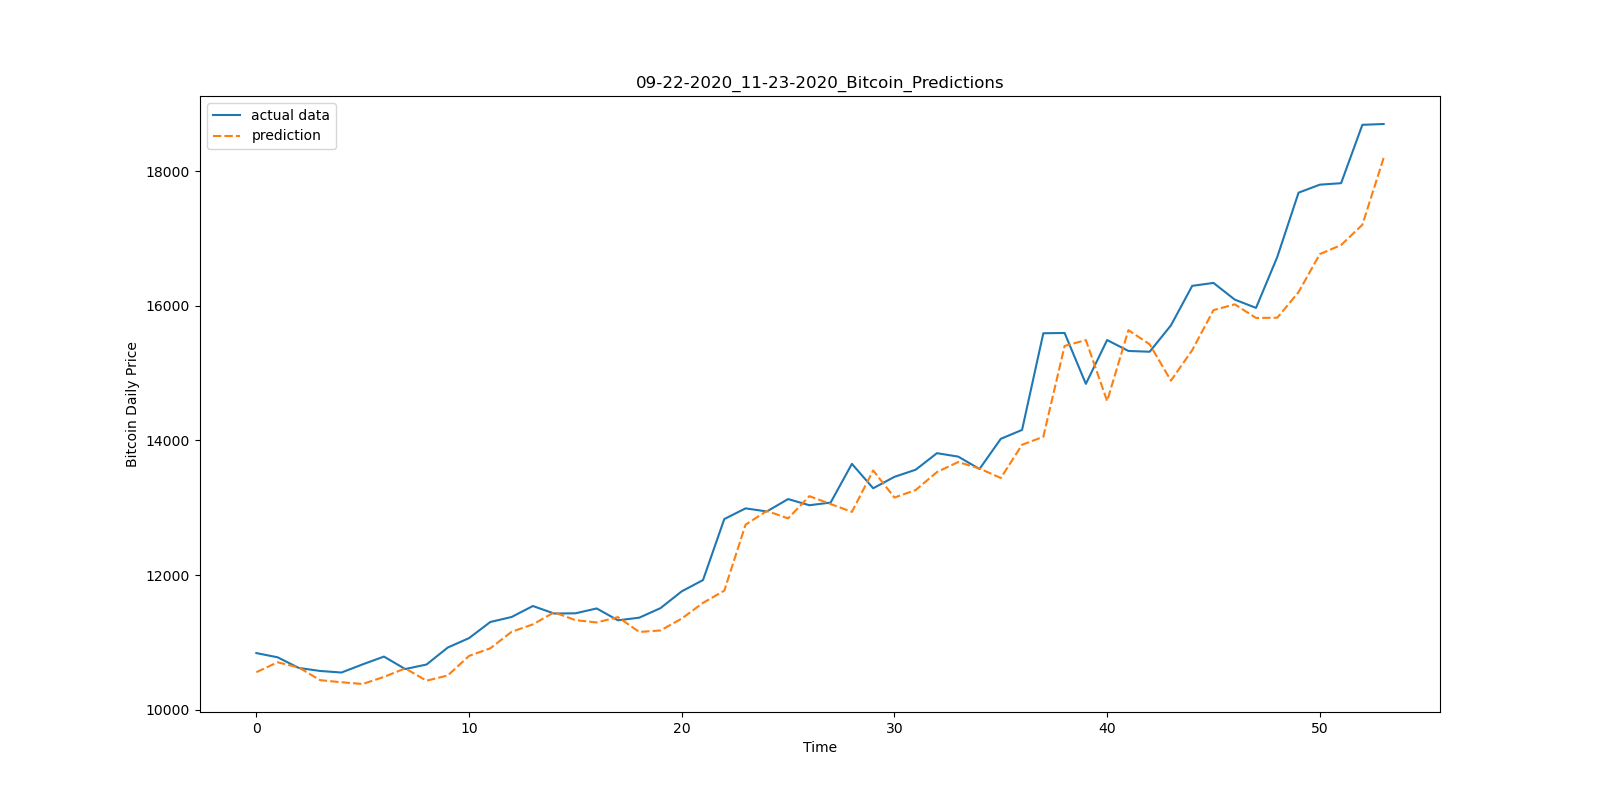 09-22-2020_11-23-2020_Bitcoin_Predictions
actual data
prediction
18000
16000
14000
12000
10000
Bitcoin Daily Price
0 10 20 30 40 50
Time